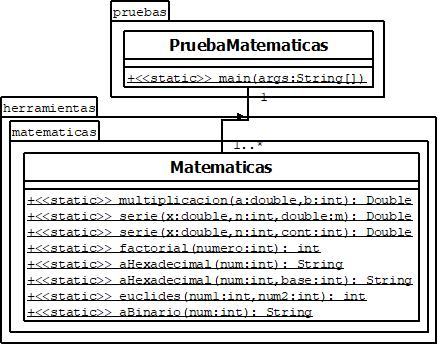 pruebas
PruebaMatematicas
+<<static>> main(args:String[])
1
herramientas
matematicas
1..*
Matematicas
+<<static>> multiplicacion(a:double,b:int): Double
+<<static>> serie(x:double,n:int,double:m): Double
+<<static>> serie(x:double,n:int,cont:int): Double
+<<static>> factorial(numero:int): int
+<<static>> aHexadecimal(num:int): String
+<<static>> aHexadecimal(num:int,base:int): String
+<<static>> euclides(num1:int,num2:int): int
+<<static>> aBinario(num:int): String